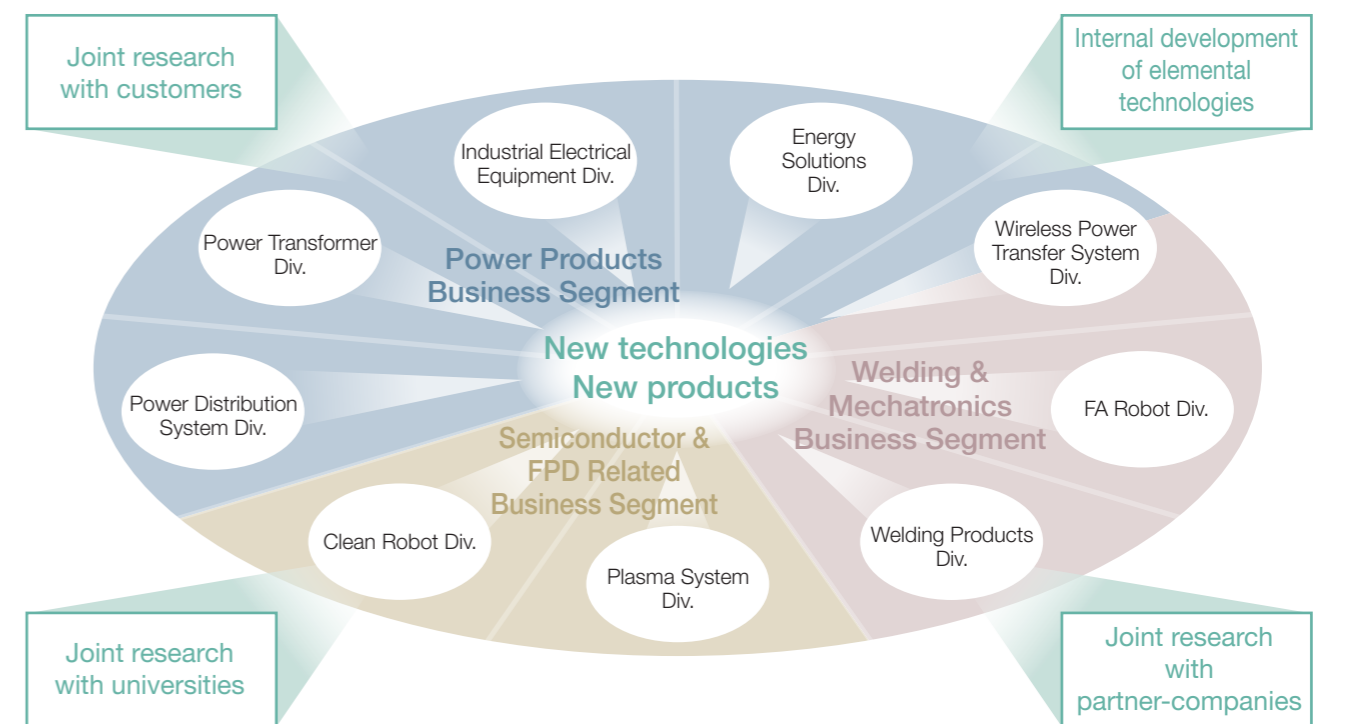 Joint research
with customers
Internal development
of elemental
technologies
Industrial Electrical
Equipment Div.
Energy
Solutions
Div.
Power Transformer
Div.
Wireless Power
Transfer System
Div.
Power Products
Business Segment
New technologies
New products
Power Distribution
System Div.
Welding &
Mechatronics
Business Segment
FA Robot Div.
Semiconductor &
FPD Related
Business Segment
Clean Robot Div.
Plasma System
Div.
Welding Products
Div.
Joint research
with universities
Joint research
with
partner-companies